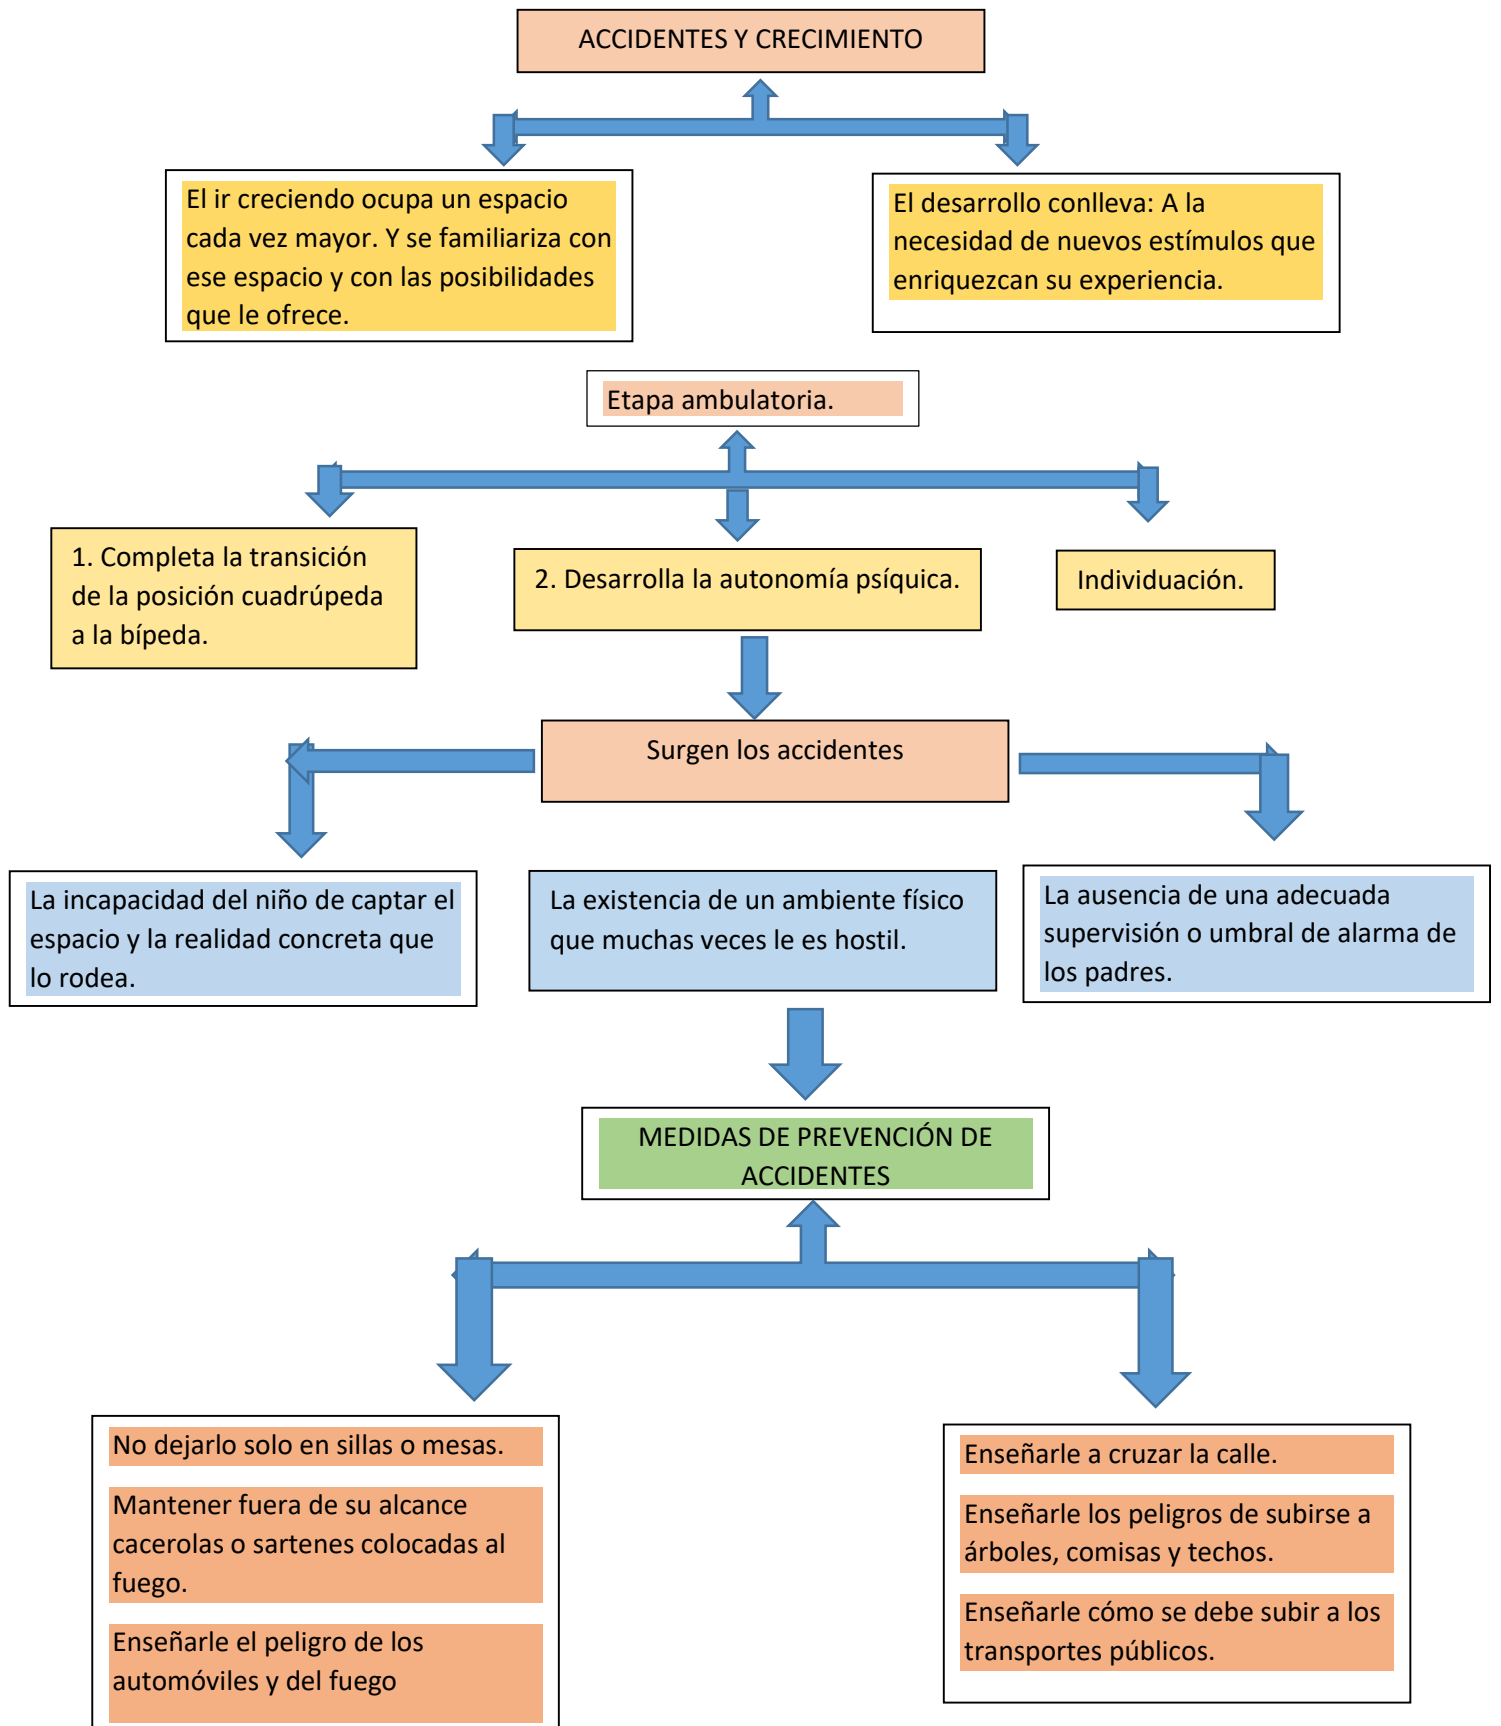 ACCIDENTES Y CRECIMIENTO
El ir creciendo ocupa un espacio
cada vez mayor. Y se familiariza con
ese espacio y con las posibilidades
que le ofrece.
El desarrollo conlleva: A la
necesidad de nuevos estímulos que
enriquezcan su experiencia.
Etapa ambulatoria.
1. Completa la transición
de la posición cuadrúpeda
a la bípeda.
2. Desarrolla la autonomía psíquica.
Individuación.
Surgen los accidentes
La incapacidad del niño de captar el
espacio y la realidad concreta que
lo rodea.
La existencia de un ambiente físico
que muchas veces le es hostil.
La ausencia de una adecuada
supervisión o umbral de alarma de
los padres.
MEDIDAS DE PREVENCIÓN DE
ACCIDENTES
No dejarlo solo en sillas o mesas.
Mantener fuera de su alcance
cacerolas o sartenes colocadas al
fuego.
Enseñarle el peligro de los
automóviles y del fuego
Enseñarle a cruzar la calle.
Enseñarle los peligros de subirse a
árboles, comisas y techos.
Enseñarle cómo se debe subir a los
transportes públicos.